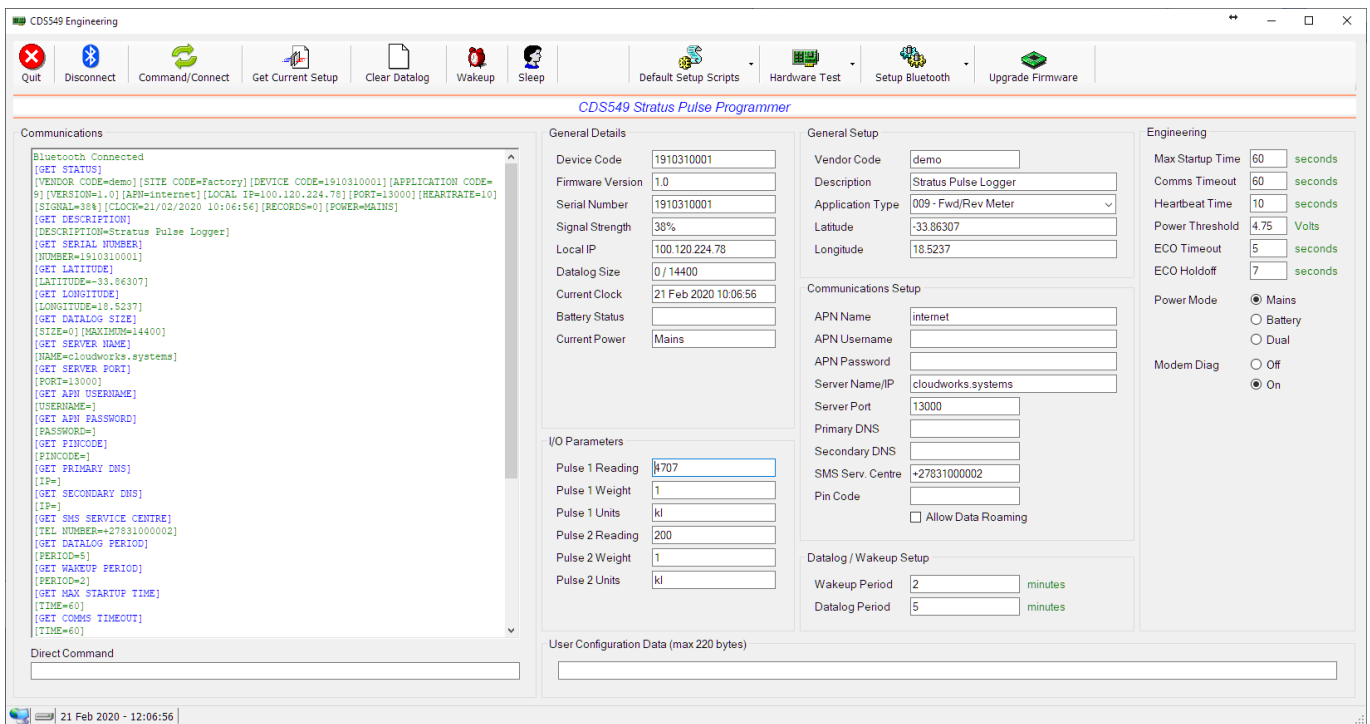 CDS549 Engineering
Quit
Disconnect
Command/Connect
Get Current Setup
Clear Datalog
Wakeup
Sleep
Default Setup Scripts
Hardware Test
Setup Bluetooth
Upgrade Firmware
CDS549 Stratus Pulse Programmer
Communications
Bluetooth Connected
[GET STATUS]
[VENDOR CODE=demo][SITE CODE=Factory][DEVICE CODE=1910310001][APPLICATION CODE=
9][VERSION=1.0][APN=internet][LOCAL IP=100.120.224.78][PORT=13000][HEARTRATE=10]
[SIGNAL=38%][CLOCK=21/02/2020 10:06:56][RECORDS=0][POWER=MAINS]
[GET DESCRIPTION]
[DESCRIPTION=Stratus Pulse Logger]
[GET SERIAL NUMBER]
[NUMBER=1910310001]
[GET LATITUDE]
[LATITUDE=-33.86307]
[GET LONGITUDE]
[LONGITUDE=18.5237]
[GET DATALOG SIZE]
[SIZE=0][MAXIMUM=14400]
[GET SERVER NAME]
[NAME=cloudworks.systems]
[GET SERVER PORT]
[PORT=13000]
[GET APN USERNAME]
[USERNAME=]
[GET APN PASSWORD]
[PASSWORD=]
[GET PINCODE]
[PINCODE=]
[GET PRIMARY DNS]
[IP=]
[GET SECONDARY DNS]
[IP=]
[GET SMS SERVICE CENTRE]
[TEL NUMBER=+27831000002]
[GET DATALOG PERIOD]
[PERIOD=5]
[GET WAKEUP PERIOD]
[PERIOD=2]
[GET MAX STARTUP TIME]
[TIME=60]
[GET COMMS TIMEOUT]
[TIME=60]
Direct Command
General Details
Device Code 1910310001
Firmware Version 1.0
Serial Number 1910310001
Signal Strength 38%
Local IP 100.120.224.78
Datalog Size 0 / 14400
Current Clock 21 Feb 2020 10:06:56
Battery Status
Current Power Mains
I/O Parameters
Pulse 1 Reading 4707
Pulse 1 Weight 1
Pulse 1 Units kl
Pulse 2 Reading 200
Pulse 2 Weight 1
Pulse 2 Units kl
General Setup
Vendor Code demo
Description Stratus Pulse Logger
Application Type 009 - Fwd/Rev Meter
Latitude -33.86307
Longitude 18.5237
Communications Setup
APN Name internet
APN Username
APN Password
Server Name/IP cloudworks.systems
Server Port 13000
Primary DNS
Secondary DNS
SMS Serv. Centre +27831000002
Pin Code
Allow Data Roaming
Datalog / Wakeup Setup
Wakeup Period 2 minutes
Datalog Period 5 minutes
Engineering
Max Startup Time 60 seconds
Comms Timeout 60 seconds
Heartbeat Time 10 seconds
Power Threshold 4.75 Volts
ECO Timeout 5 seconds
ECO Holdoff 7 seconds
Power Mode Mains
Battery
Dual
Modem Diag Off
On
User Configuration Data (max 220 bytes)
21 Feb 2020 - 12:06:56